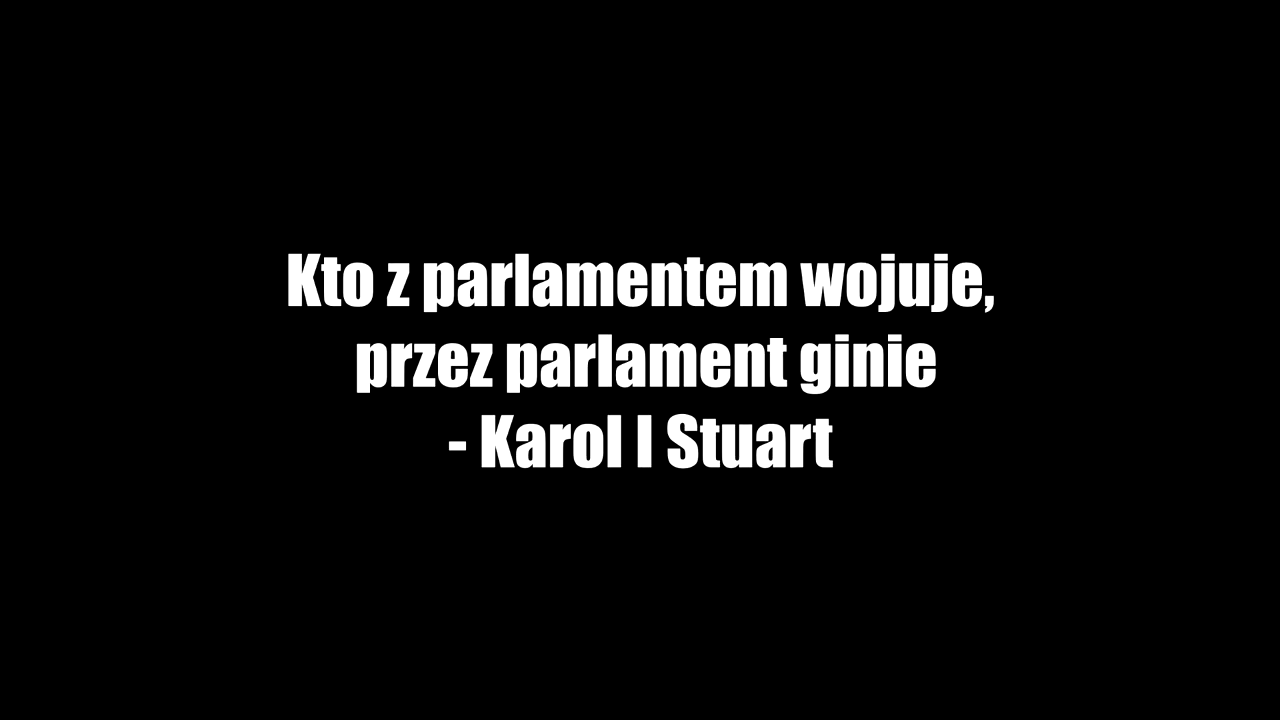 Kto z parlamentem wojuje,
przez parlament ginie
- Karol I Stuart